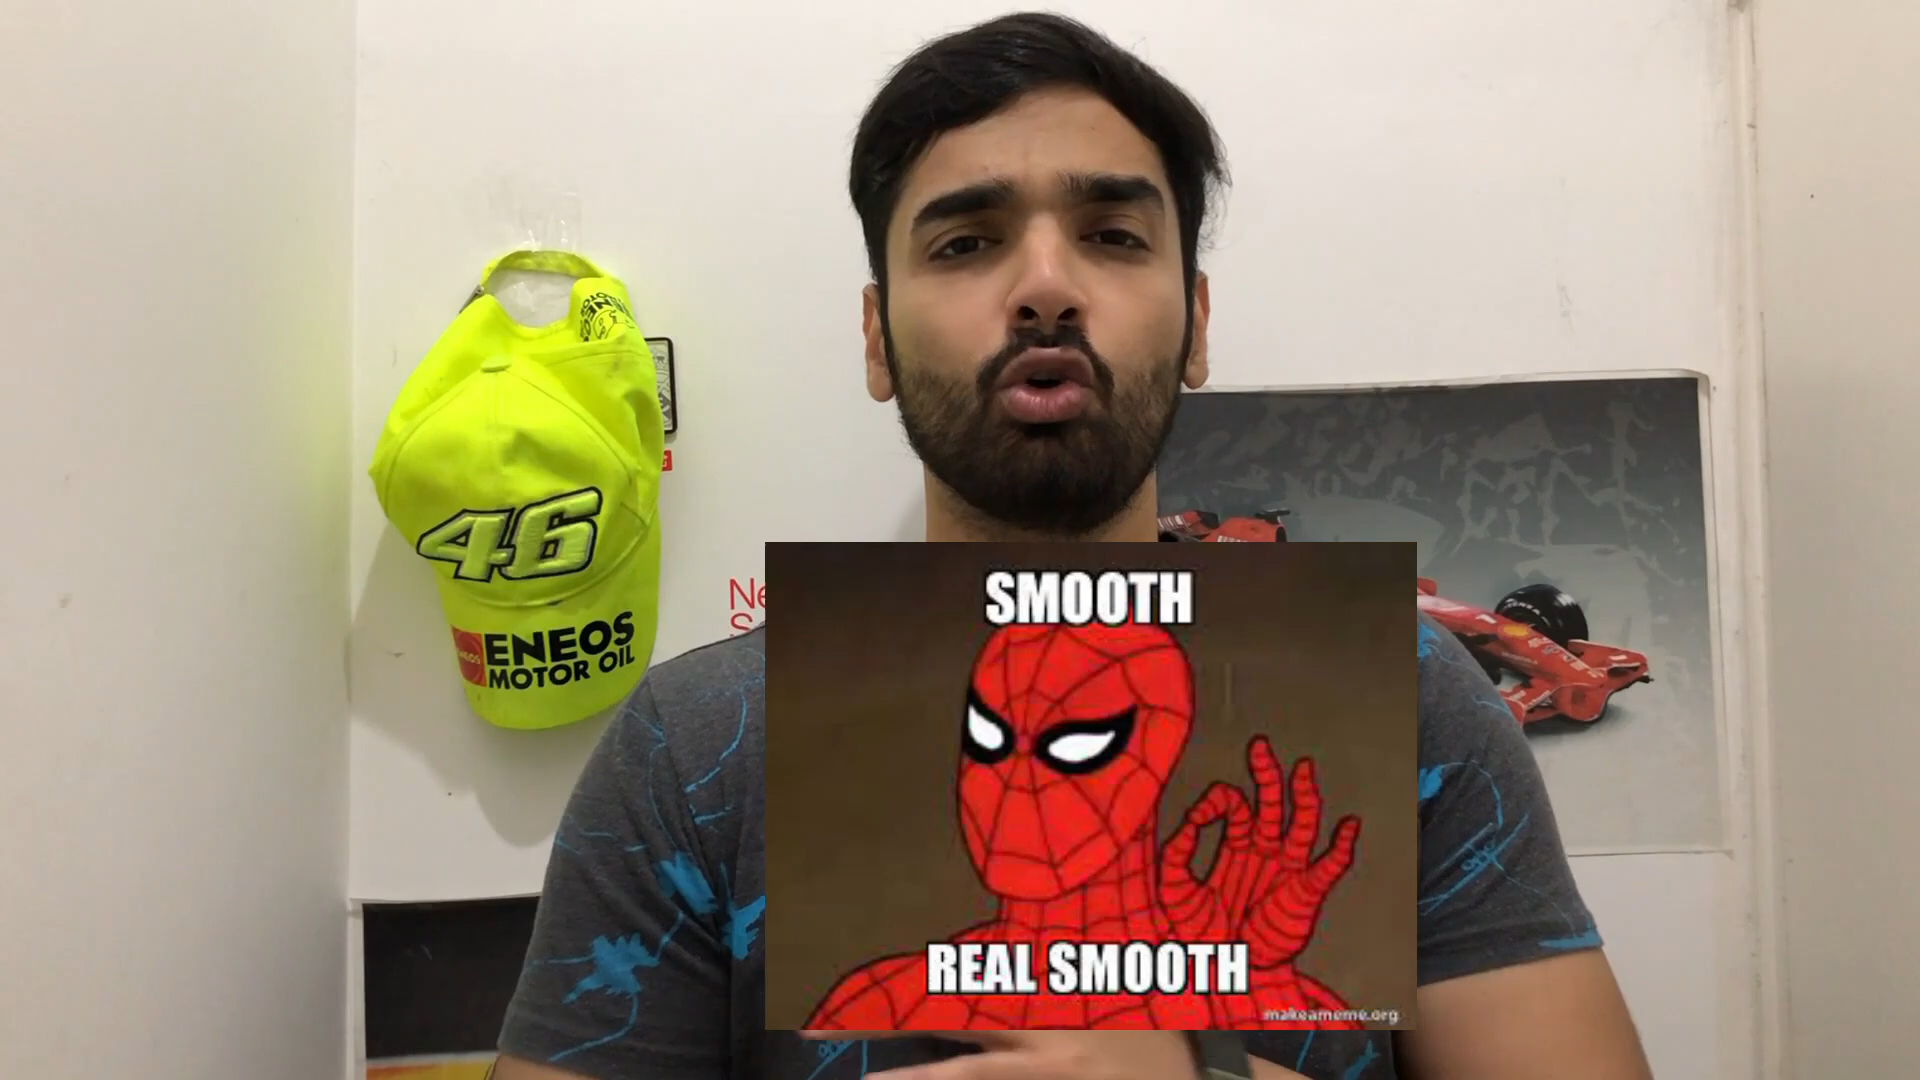 46
ENEOS
MOTOR OIL
SMOOTH
REAL SMOOTH
makeameme.org